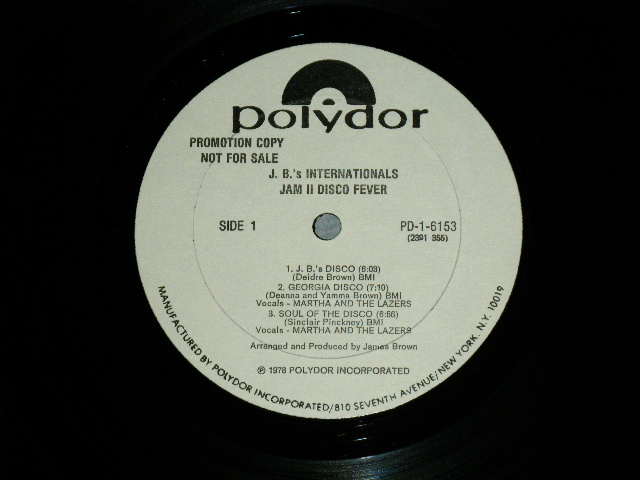 polydor
PROMOTION COPY
NOT FOR SALE
J. B.'s INTERNATIONALS
JAM II DISCO FEVER
SIDE 1
PD-1-6153
(2391 355)
1. J. B.'s DISCO (6:03)
(Deidre Brown) BMI
2. GEORGIA DISCO (7:10)
(Deanna and Yamma Brown) BMI
Vocals - MARTHA AND THE LAZERS
3. SOUL OF THE DISCO (6:56)
(Sinclair Pinckney) BMI
Vocals - MARTHA AND THE LAZERS
Arranged and Produced by James Brown
℗ 1978 POLYDOR INCORPORATED
MANUFACTURED BY POLYDOR INCORPORATED/810 SEVENTH AVENUE/NEW YORK, N.Y. 10019